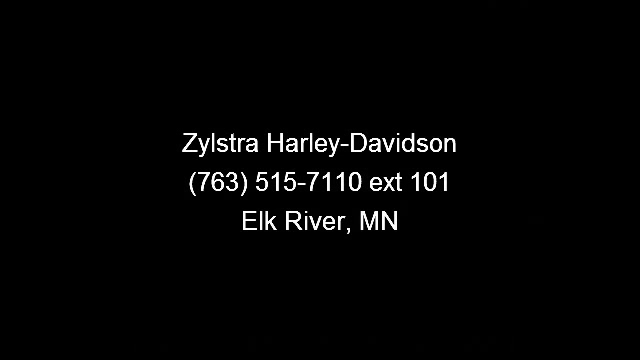 Zylstra Harley-Davidson
(763) 515-7110 ext 101
Elk River, MN